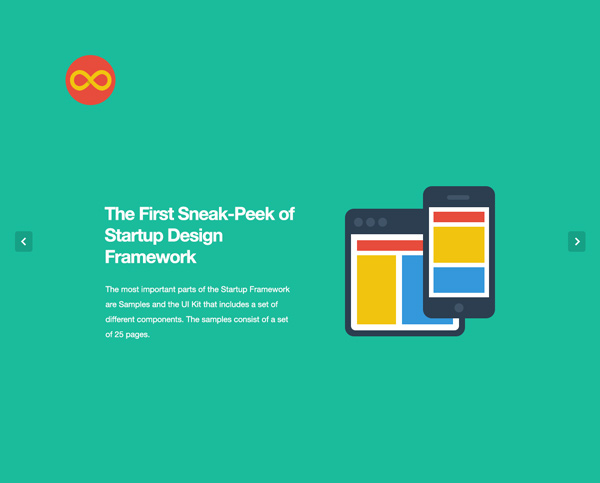 The First Sneak-Peek of
Startup Design
Framework
The most important parts of the Startup Framework
are Samples and the UI Kit that includes a set of
different components. The samples consist of a set
of 25 pages.